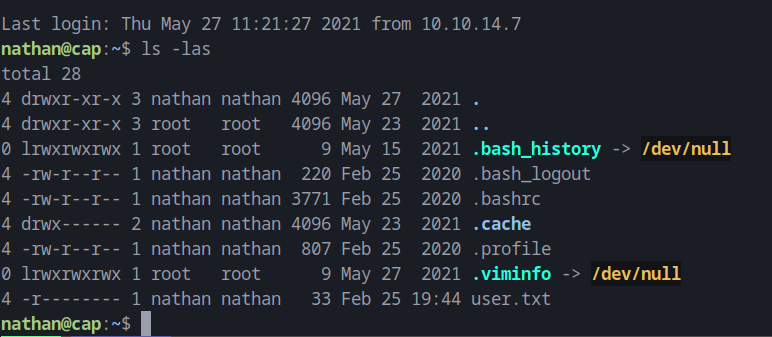 Last login: Thu May 27 11:21:27 2021 from 10.10.14.7
nathan@cap:~$ ls -las
total 28
4 drwxr-xr-x 3 nathan nathan 4096 May 27  2021 .
4 drwxr-xr-x 3 root   root   4096 May 23  2021 ..
0 lrwxrwxrwx 1 root   root      9 May 15  2021 .bash_history -> /dev/null
4 -rw-r--r-- 1 nathan nathan  220 Feb 25  2020 .bash_logout
4 -rw-r--r-- 1 nathan nathan 3771 Feb 25  2020 .bashrc
4 drwx------ 2 nathan nathan 4096 May 23  2021 .cache
4 -rw-r--r-- 1 nathan nathan  807 Feb 25  2020 .profile
0 lrwxrwxrwx 1 root   root      9 May 27  2021 .viminfo -> /dev/null
4 -r-------- 1 nathan nathan   33 Feb 25 19:44 user.txt
nathan@cap:~$